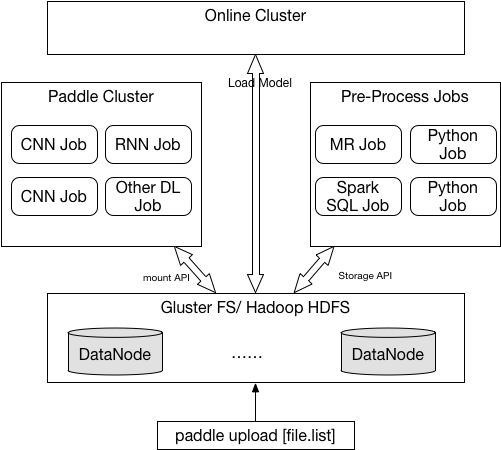 Online Cluster
Load Model
Paddle Cluster
CNN Job
RNN Job
CNN Job
Other DL
Job
Pre-Process Jobs
MR Job
Python
Job
Spark
SQL Job
Python
Job
mount API
Storage API
Gluster FS/ Hadoop HDFS
DataNode
......
DataNode
paddle upload [file.list]